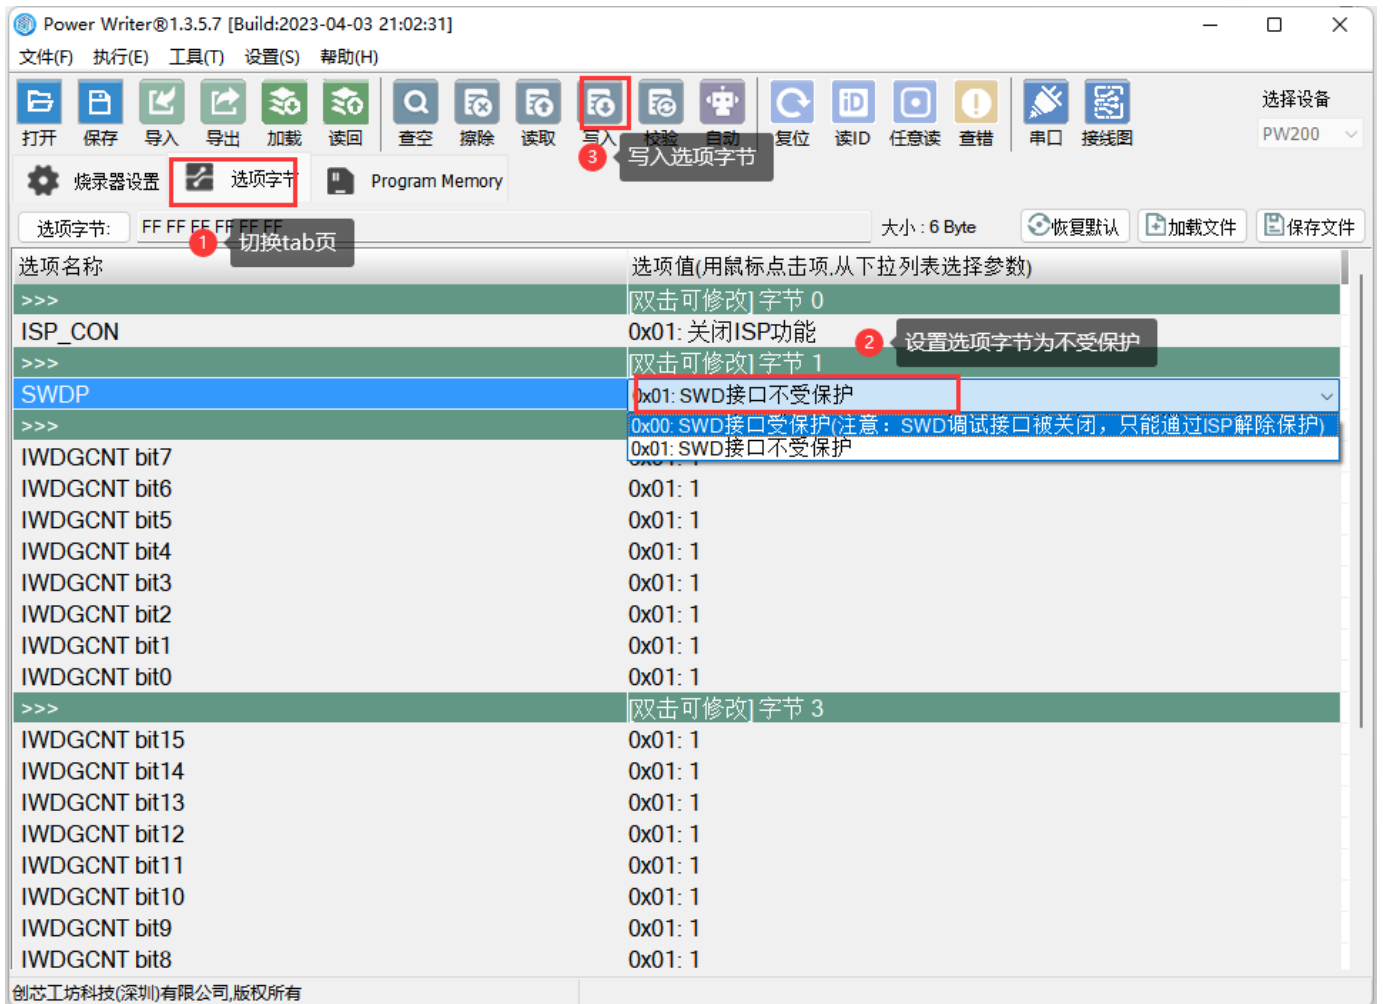 Power Writer®1.3.5.7 [Build:2023-04-03 21:02:31]
文件(F) 执行(E) 工具(T) 设置(S) 帮助(H)
选择设备
打开 保存 导入 导出 加载 读回 查空 擦除 读取 写入 校验 自动 复位 读ID 任意读 查错 串口 接线图
PW200
3 写入选项字节
烧录器设置 选项字节 Program Memory
选项字节: FF FF FF FF FF FF 大小 : 6 Byte 恢复默认 加载文件 保存文件
1 切换tab页
选项名称 选项值(用鼠标点击项,从下拉列表选择参数)
>>> [双击可修改] 字节 0
ISP_CON 0x01: 关闭ISP功能
2 设置选项字节为不受保护
>>> [双击可修改] 字节 1
SWDP 0x01: SWD接口不受保护
>>> 0x00: SWD接口受保护(注意：SWD调试接口被关闭，只能通过ISP解除保护)
0x01: SWD接口不受保护
IWDGCNT bit7 0x01: 1
IWDGCNT bit6 0x01: 1
IWDGCNT bit5 0x01: 1
IWDGCNT bit4 0x01: 1
IWDGCNT bit3 0x01: 1
IWDGCNT bit2 0x01: 1
IWDGCNT bit1 0x01: 1
IWDGCNT bit0 0x01: 1
>>> [双击可修改] 字节 3
IWDGCNT bit15 0x01: 1
IWDGCNT bit14 0x01: 1
IWDGCNT bit13 0x01: 1
IWDGCNT bit12 0x01: 1
IWDGCNT bit11 0x01: 1
IWDGCNT bit10 0x01: 1
IWDGCNT bit9 0x01: 1
IWDGCNT bit8 0x01: 1
创芯工坊科技(深圳)有限公司,版权所有